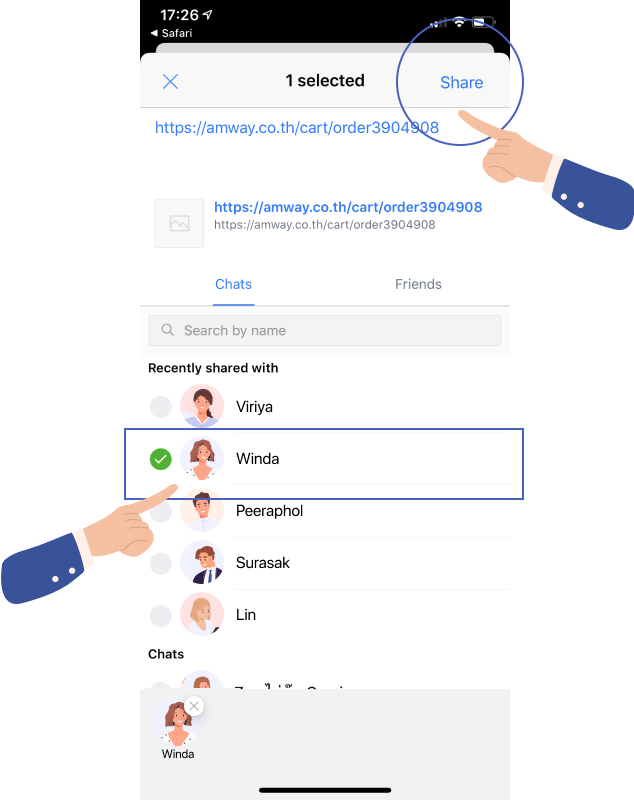 17:26
Safari
1 selected
Share
https://amway.co.th/cart/order3904908
https://amway.co.th/cart/order3904908
https://amway.co.th/cart/order3904908
Chats
Friends
Search by name
Recently shared with
Viriya
Winda
Peeraphol
Surasak
Lin
Chats
Winda